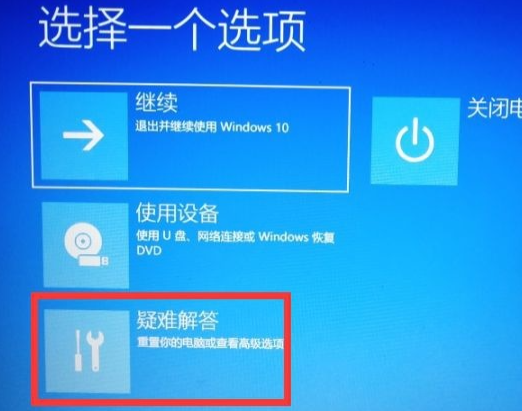 选择一个选项
继续
退出并继续使用 Windows 10
关闭电
使用设备
使用 U 盘、网络连接或 Windows 恢复
DVD
疑难解答
重置你的电脑或查看高级选项